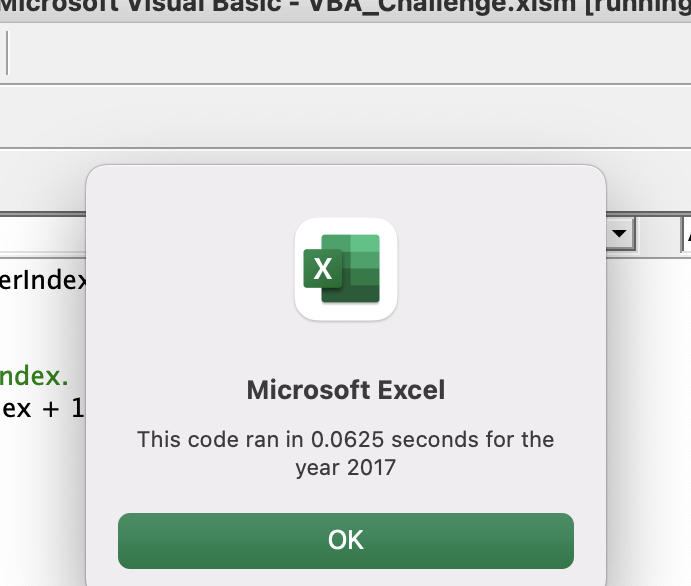 Microsoft Visual Basic - VBA_Challenge.xlsm [running
erIndex
ndex.
ex + 1
X
Microsoft Excel
This code ran in 0.0625 seconds for the
year 2017
OK